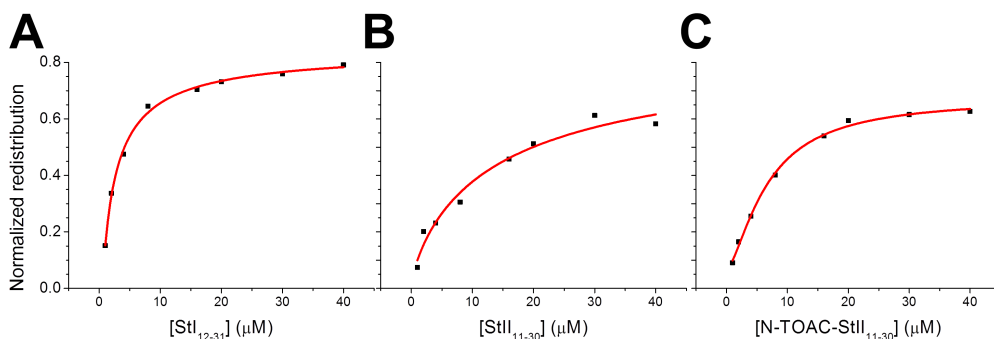 A
B
C
Normalized redistribution
0.8
0.6
0.4
0.2
0.0
0 10 20 30 40
0 10 20 30 40
0 10 20 30 40
[StI12-31] (μM)
[StII11-30] (μM)
[N-TOAC-StII11-30] (μM)